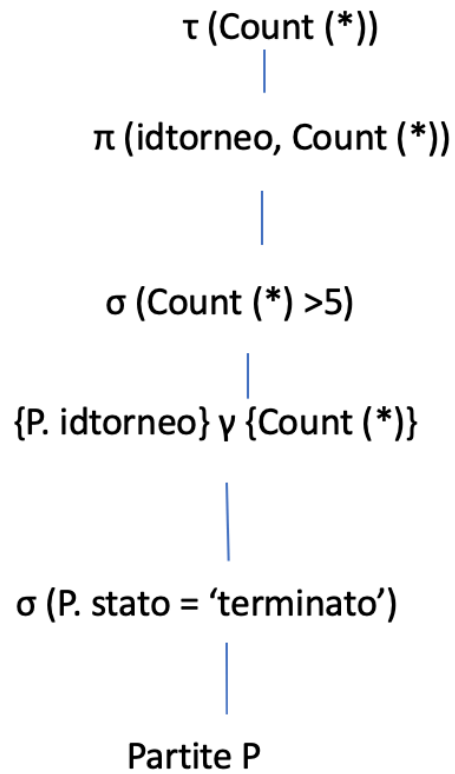 τ (Count (*))
π (idtorneo, Count (*))
σ (Count (*) >5)
{P. idtorneo} γ {Count (*)}
σ (P. stato = ‘terminato’)
Partite P